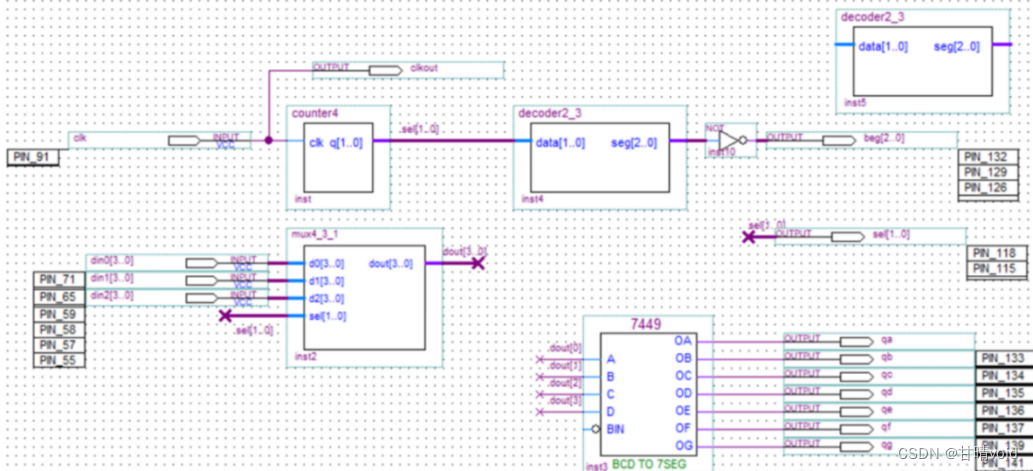 decoder2_3
data[1..0] seg[2..0]
inst5
OUTPUT clkout
counter4
decoder2_3
clk INPUT VCC
clk q[1..0]
sel[1..0]
data[1..0] seg[2..0]
NOT
OUTPUT beg[2..0]
PIN_91
inst10
PIN_132
PIN_129
PIN_126
inst
inst4
sel[1..0]
OUTPUT sel[1..0]
mux4_3_1
PIN_118
PIN_115
din0[3..0] INPUT VCC d0[3..0] dout[3..0] dout[3..0]
din1[3..0] INPUT VCC d1[3..0]
din2[3..0] INPUT VCC d2[3..0]
sel[1..0]
sel[1..0]
inst2
PIN_71
PIN_65
PIN_59
PIN_58
PIN_57
PIN_55
7449
dout[0] A OA OUTPUT qa
dout[1] B OB OUTPUT qb PIN_133
dout[2] C OC OUTPUT qc PIN_134
dout[3] D OD OUTPUT qd PIN_135
OE OUTPUT qe PIN_136
BIN OF OUTPUT qf PIN_137
OG OUTPUT qg PIN_139
PIN_141
inst3 BCD TO 7SEG